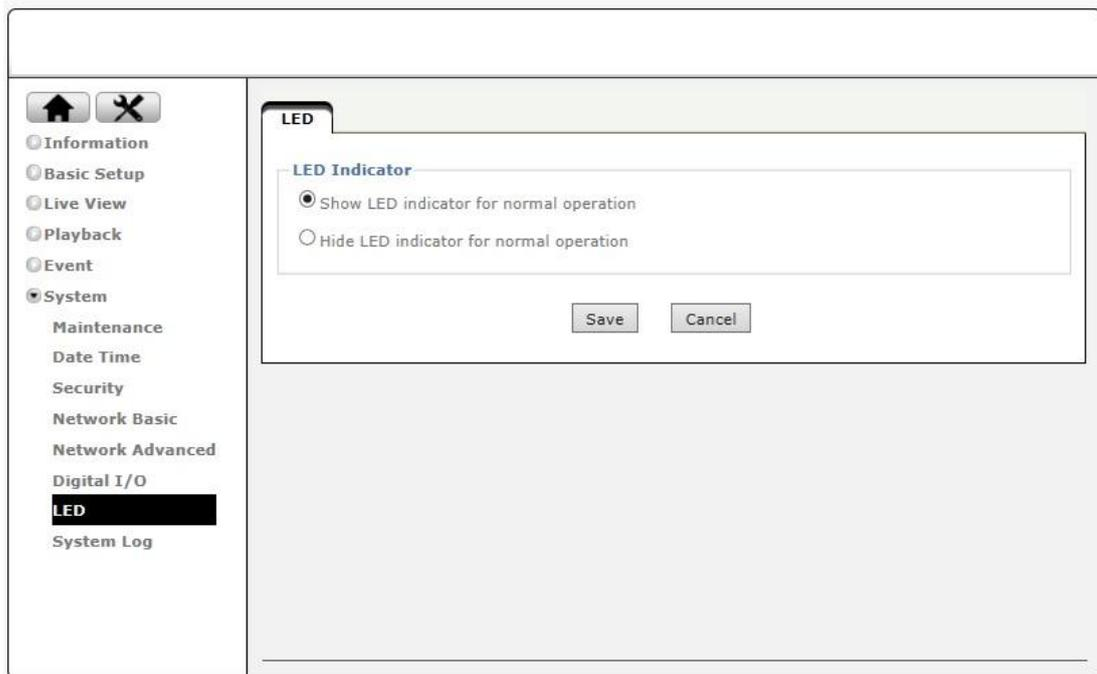 Information
Basic Setup
Live View
Playback
Event
System
Maintenance
Date Time
Security
Network Basic
Network Advanced
Digital I/O
LED
System Log
LED
LED Indicator
Show LED indicator for normal operation
Hide LED indicator for normal operation
Save Cancel